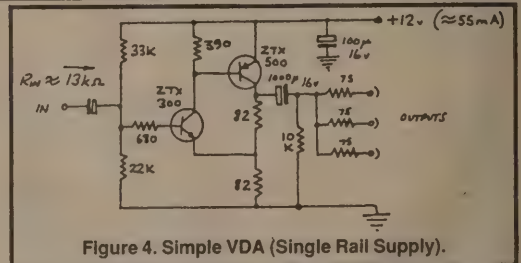 +12v (≈55mA)
33K
390
ZTX
500
100µ
16v
RIN ≈ 13kΩ
1000µ 16v
75
IN
ZTX
300
82
75
OUTPUTS
680
10
K
75
22K
82
Figure 4. Simple VDA (Single Rail Supply).